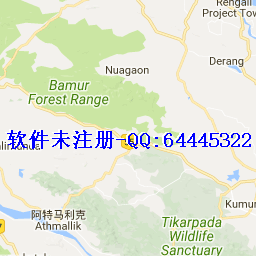 Rengali
Project Town
Derang
Nuagaon
Bamur
Forest Range
软件未注册-QQ:64445322
阿特马利克
Athmallik
Tikarpada
Wildlife
Sanctuary
Kumur